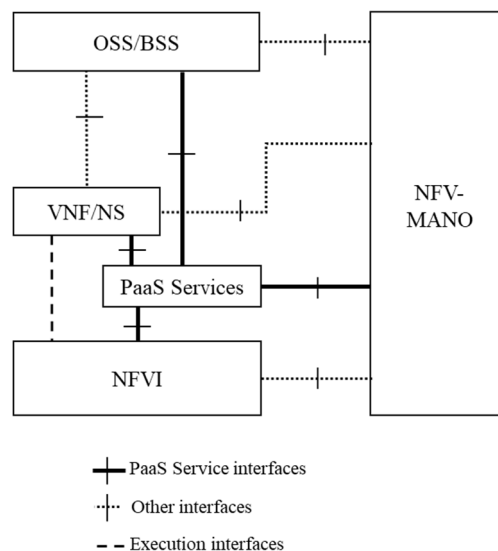 OSS/BSS
NFV-
MANO
VNF/NS
PaaS Services
NFVI
PaaS Service interfaces
Other interfaces
Execution interfaces